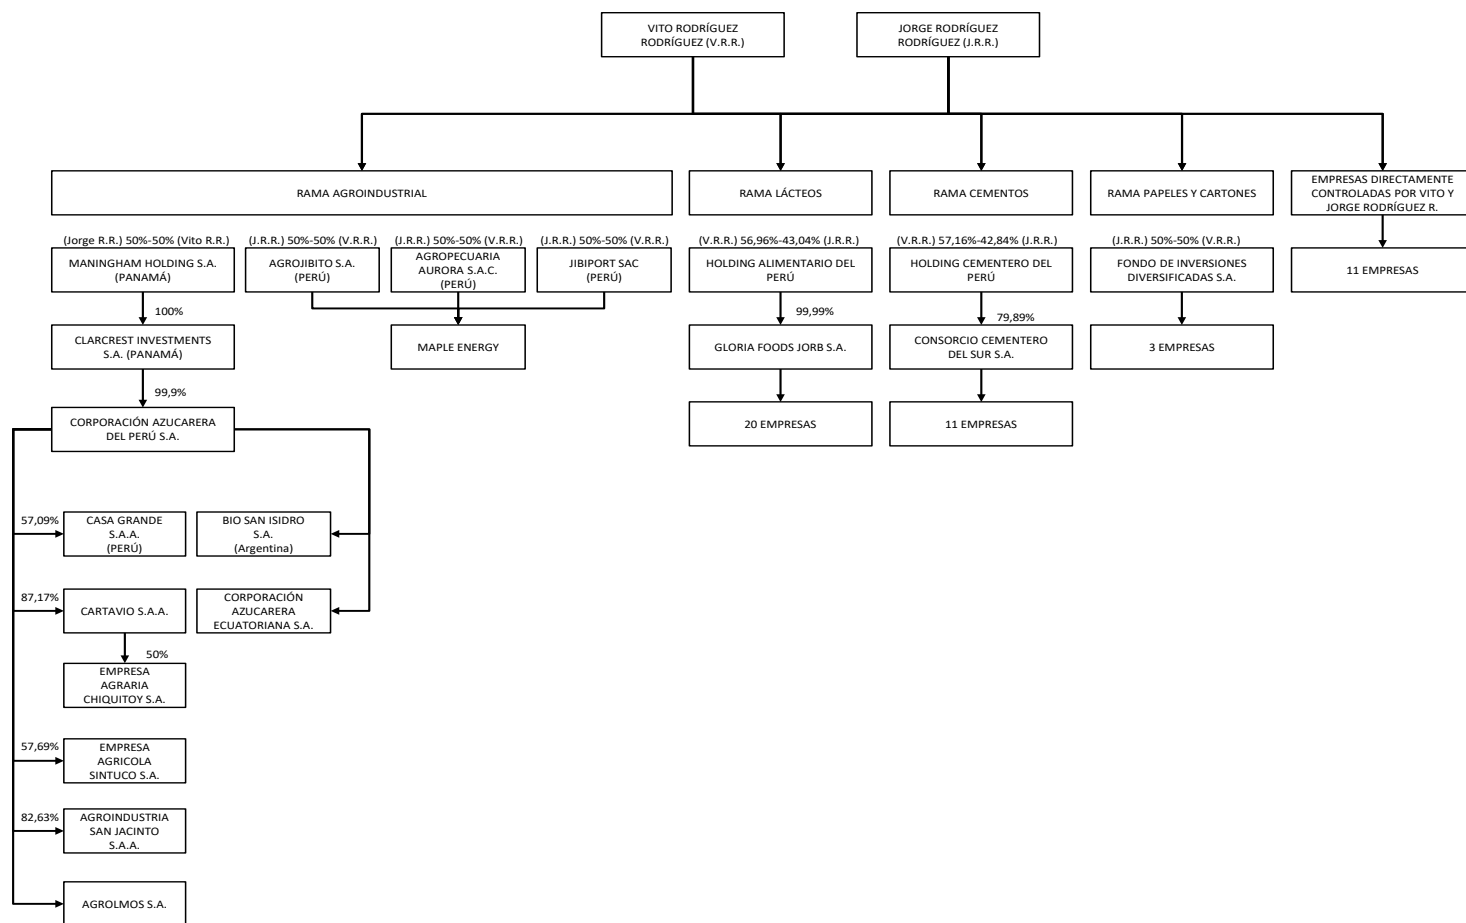 VITO RODRÍGUEZ
RODRÍGUEZ (V.R.R.)
JORGE RODRÍGUEZ
RODRÍGUEZ (J.R.R.)
RAMA AGROINDUSTRIAL
RAMA LÁCTEOS
RAMA CEMENTOS
RAMA PAPELES Y CARTONES
EMPRESAS DIRECTAMENTE
CONTROLADAS POR VITO Y
JORGE RODRÍGUEZ R.
(Jorge R.R.) 50%-50% (Vito R.R.)
MANINGHAM HOLDING S.A.
(PANAMÁ)
(J.R.R.) 50%-50% (V.R.R.)
AGROJIBITO S.A.
(PERÚ)
(J.R.R.) 50%-50% (V.R.R.)
AGROPECUARIA
AURORA S.A.C.
(PERÚ)
(J.R.R.) 50%-50% (V.R.R.)
JIBIPORT SAC
(PERÚ)
(V.R.R.) 56,96%-43,04% (J.R.R.)
HOLDING ALIMENTARIO DEL
PERÚ
(V.R.R.) 57,16%-42,84% (J.R.R.)
HOLDING CEMENTERO DEL
PERÚ
(J.R.R.) 50%-50% (V.R.R.)
FONDO DE INVERSIONES
DIVERSIFICADAS S.A.
11 EMPRESAS
100%
99,99%
79,89%
CLARCREST INVESTMENTS
S.A. (PANAMÁ)
MAPLE ENERGY
GLORIA FOODS JORB S.A.
CONSORCIO CEMENTERO
DEL SUR S.A.
3 EMPRESAS
99,9%
CORPORACIÓN AZUCARERA
DEL PERÚ S.A.
20 EMPRESAS
11 EMPRESAS
57,09%
CASA GRANDE
S.A.A.
(PERÚ)
BIO SAN ISIDRO
S.A.
(Argentina)
87,17%
CARTAVIO S.A.A.
CORPORACIÓN
AZUCARERA
ECUATORIANA S.A.
50%
EMPRESA
AGRARIA
CHIQUITOY S.A.
57,69%
EMPRESA
AGRICOLA
SINTUCO S.A.
82,63%
AGROINDUSTRIA
SAN JACINTO
S.A.A.
AGROLMOS S.A.